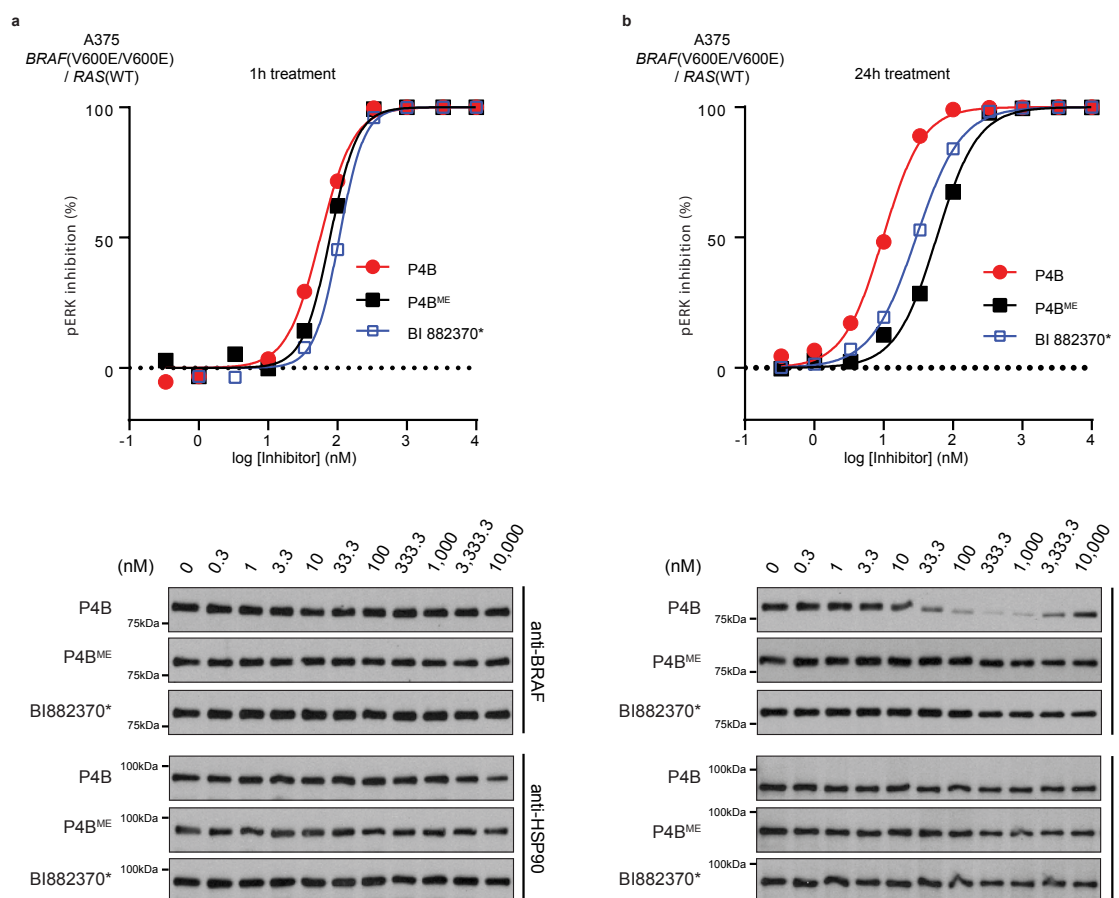 a
A375
BRAF(V600E/V600E)
/ RAS(WT)
1h treatment
pERK inhibition (%)
100
50
0
P4B
P4BME
BI 882370*
-1 0 1 2 3 4
log [Inhibitor] (nM)
(nM) 0 0.3 1 3.3 10 33.3 100 333.3 1,000 3,333.3 10,000
P4B
75kDa
P4BME
75kDa
BI882370*
75kDa
anti-BRAF
P4B
100kDa
P4BME
100kDa
BI882370*
100kDa
anti-HSP90
b
A375
BRAF(V600E/V600E)
/ RAS(WT)
24h treatment
pERK inhibition (%)
100
50
0
P4B
P4BME
BI 882370*
-1 0 1 2 3 4
log [Inhibitor] (nM)
(nM) 0 0.3 1 3.3 10 33.3 100 333.3 1,000 3,333.3 10,000
P4B
75kDa
P4BME
75kDa
BI882370*
75kDa
P4B
100kDa
P4BME
100kDa
BI882370*
100kDa